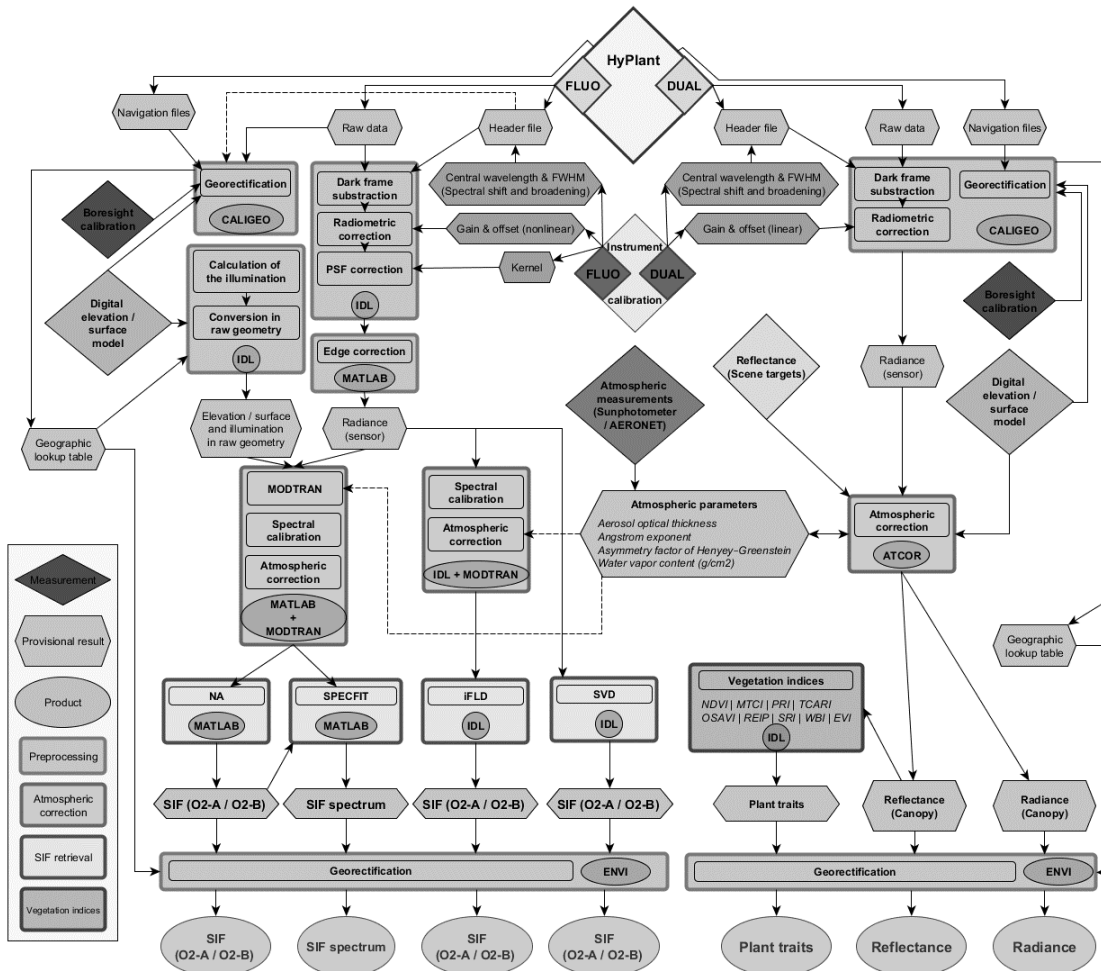 HyPlant
FLUO
DUAL
Navigation files
Raw data
Header file
Header file
Raw data
Navigation files
Georectification
CALIGEO
Dark frame
substraction
Radiometric
correction
PSF correction
IDL
Central wavelength & FWHM
(Spectral shift and broadening)
Central wavelength & FWHM
(Spectral shift and broadening)
Dark frame
substraction
Radiometric
correction
Georectification
CALIGEO
Boresight
calibration
Gain & offset (nonlinear)
Kernel
Instrument
FLUO
DUAL
calibration
Gain & offset (linear)
Calculation of
the illumination
Conversion in
raw geometry
IDL
Digital
elevation /
surface
model
Edge correction
MATLAB
Boresight
calibration
Reflectance
(Scene targets)
Radiance
(sensor)
Digital
elevation /
surface
model
Atmospheric
measurements
(Sunphotometer
/ AERONET)
Geographic
lookup table
Elevation / surface
and illumination
in raw geometry
Radiance
(sensor)
MODTRAN
Spectral
calibration
Atmospheric
correction
MATLAB
+
MODTRAN
Spectral
calibration
Atmospheric
correction
IDL + MODTRAN
Atmospheric parameters
Aerosol optical thickness
Angstrom exponent
Asymmetry factor of Henyey–Greenstein
Water vapor content (g/cm2)
Atmospheric
correction
ATCOR
Geographic
lookup table
Measurement
Provisional result
Product
Preprocessing
Atmospheric
correction
SIF retrieval
Vegetation indices
NA
MATLAB
SPECFIT
MATLAB
iFLD
IDL
SVD
IDL
Vegetation indices
NDVI | MTCI | PRI | TCARI
OSAVI | REIP | SRI | WBI | EVI
IDL
SIF (O2-A / O2-B)
SIF spectrum
SIF (O2-A / O2-B)
SIF (O2-A / O2-B)
Plant traits
Reflectance
(Canopy)
Radiance
(Canopy)
Georectification
ENVI
Georectification
ENVI
SIF
(O2-A / O2-B)
SIF spectrum
SIF
(O2-A / O2-B)
SIF
(O2-A / O2-B)
Plant traits
Reflectance
Radiance